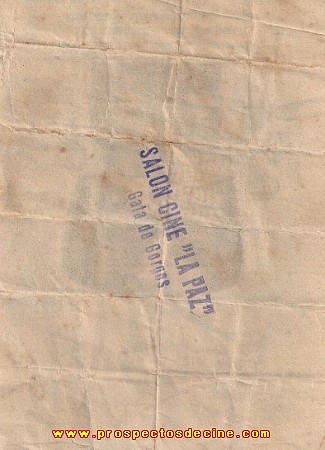 SALON CINE "LA PAZ"
Gata de Gorgos
www.prospectosdecine.com